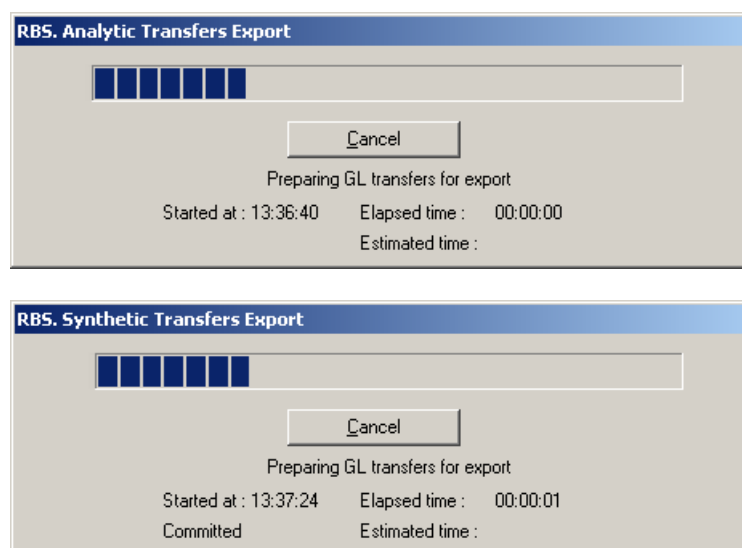 RBS. Analytic Transfers Export
Cancel
Preparing GL transfers for export
Started at : 13:36:40 Elapsed time : 00:00:00
Estimated time :
RBS. Synthetic Transfers Export
Cancel
Preparing GL transfers for export
Started at : 13:37:24 Elapsed time : 00:00:01
Committed Estimated time :